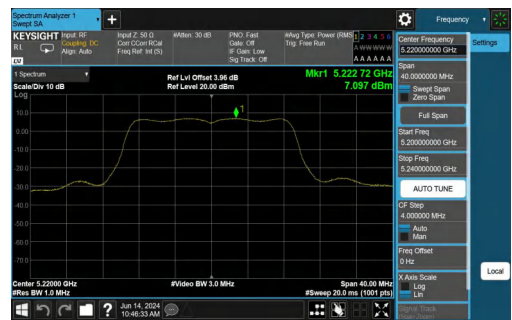 Spectrum Analyzer 1
Swept SA
+
Frequency
KEYSIGHT
RL
Input: RF
Coupling: DC
Align: Auto
Input Z: 50 Ω
Corr CCorr RCal
Freq Ref: Int (S)
#Atten: 30 dB
PNO: Fast
Gate: Off
IF Gain: Low
Sig Track: Off
#Avg Type: Power (RMS
Trig: Free Run
1 2 3 4 5 6
A W W W W W
A A A A A A
LV
1 Spectrum
Scale/Div 10 dB
Log
Ref Lvl Offset 3.96 dB
Ref Level 20.00 dBm
Mkr1 5.222 72 GHz
7.097 dBm
1
10.0
0.00
-10.0
-20.0
-30.0
-40.0
-50.0
-60.0
-70.0
Center 5.22000 GHz
#Res BW 1.0 MHz
#Video BW 3.0 MHz
Span 40.00 MHz
#Sweep 20.0 ms (1001 pts)
Center Frequency
5.220000000 GHz
Span
40.0000000 MHz
Swept Span
Zero Span
Full Span
Start Freq
5.200000000 GHz
Stop Freq
5.240000000 GHz
AUTO TUNE
CF Step
4.000000 MHz
Auto
Man
Freq Offset
0 Hz
X Axis Scale
Log
Lin
Signal Track
Settings
Local
?
Jun 14, 2024
10:46:33 AM